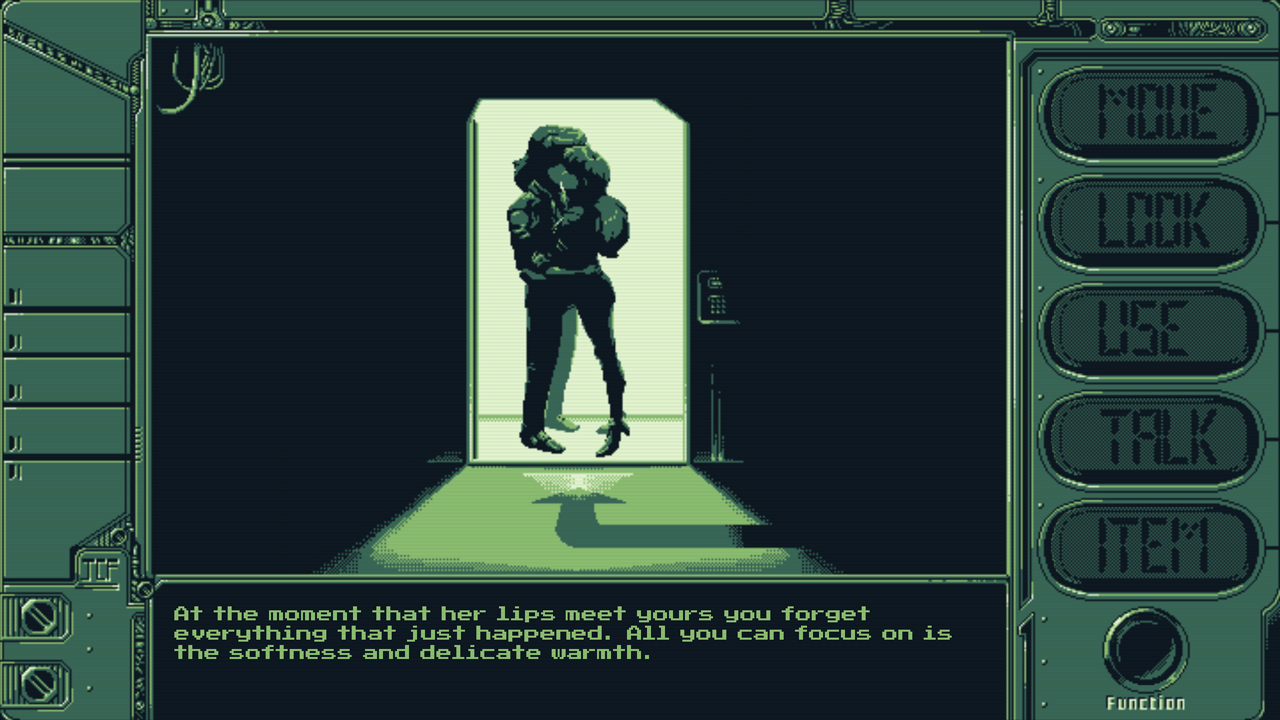 MOVE
LOOK
USE
TALK
ITEM
Function
At the moment that her lips meet yours you forget
everything that just happened. All you can focus on is
the softness and delicate warmth.